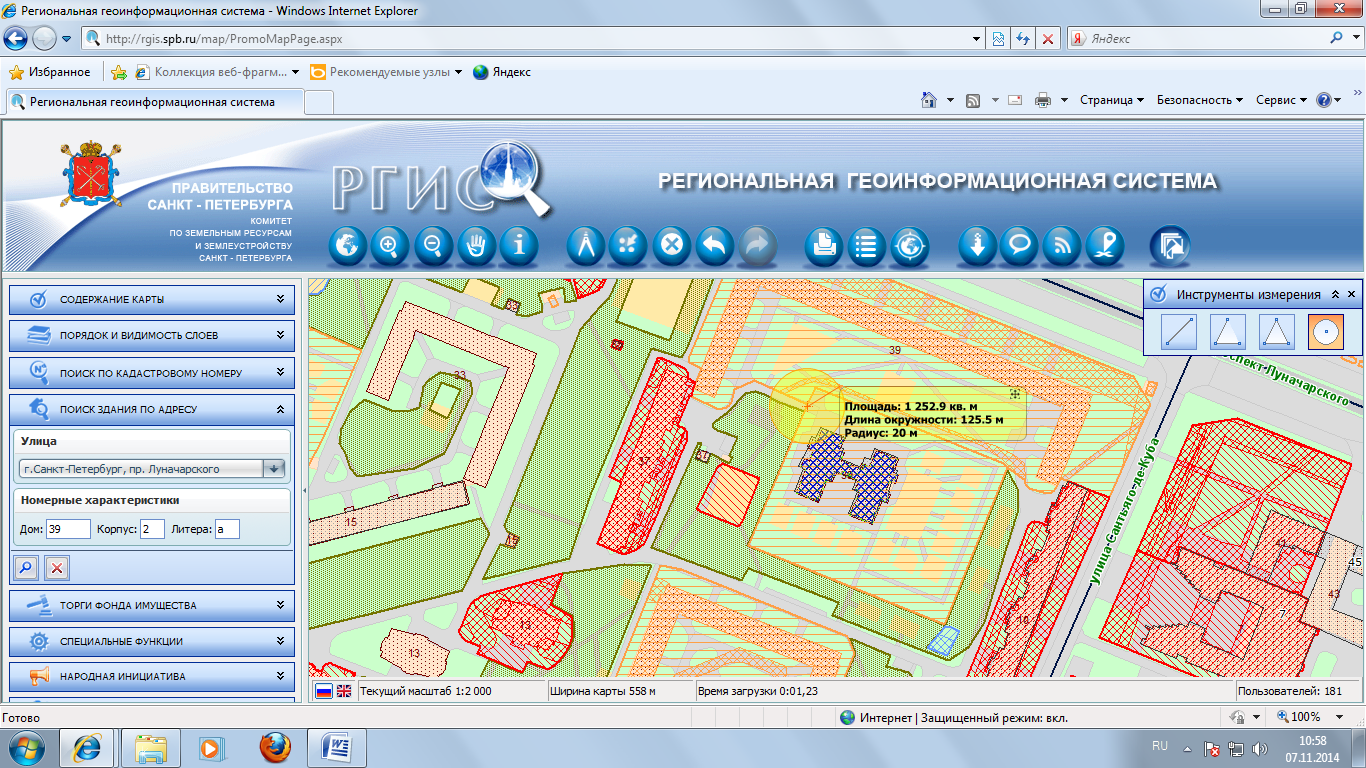 Региональная геоинформационная система - Windows Internet Explorer
http://rgis.spb.ru/map/PromoMapPage.aspx
Яндекс
Избранное
Коллекция веб-фрагм...
Рекомендуемые узлы
Яндекс
Региональная геоинформационная система
Страница
Безопасность
Сервис
ПРАВИТЕЛЬСТВО
САНКТ - ПЕТЕРБУРГА
КОМИТЕТ
ПО ЗЕМЕЛЬНЫМ РЕСУРСАМ
И ЗЕМЛЕУСТРОЙСТВУ
САНКТ - ПЕТЕРБУРГА
РГИС
РЕГИОНАЛЬНАЯ ГЕОИНФОРМАЦИОННАЯ СИСТЕМА
СОДЕРЖАНИЕ КАРТЫ
ПОРЯДОК И ВИДИМОСТЬ СЛОЕВ
ПОИСК ПО КАДАСТРОВОМУ НОМЕРУ
ПОИСК ЗДАНИЯ ПО АДРЕСУ
Улица
г.Санкт-Петербург, пр. Луначарского
Номерные характеристики
Дом: 39 Корпус: 2 Литера: а
ТОРГИ ФОНДА ИМУЩЕСТВА
СПЕЦИАЛЬНЫЕ ФУНКЦИИ
НАРОДНАЯ ИНИЦИАТИВА
Инструменты измерения
33
39
33
37
15
15
13
13
19
41
43
45
7
Площадь: 1 252.9 кв. м
Длина окружности: 125.5 м
Радиус: 20 м
проспект Луначарского
улица Сантьяго-де-Куба
Текущий масштаб 1:2 000
Ширина карты 558 м
Время загрузки 0:01,23
Пользователей: 181
Готово
Интернет | Защищенный режим: вкл.
100%
RU
10:58
07.11.2014